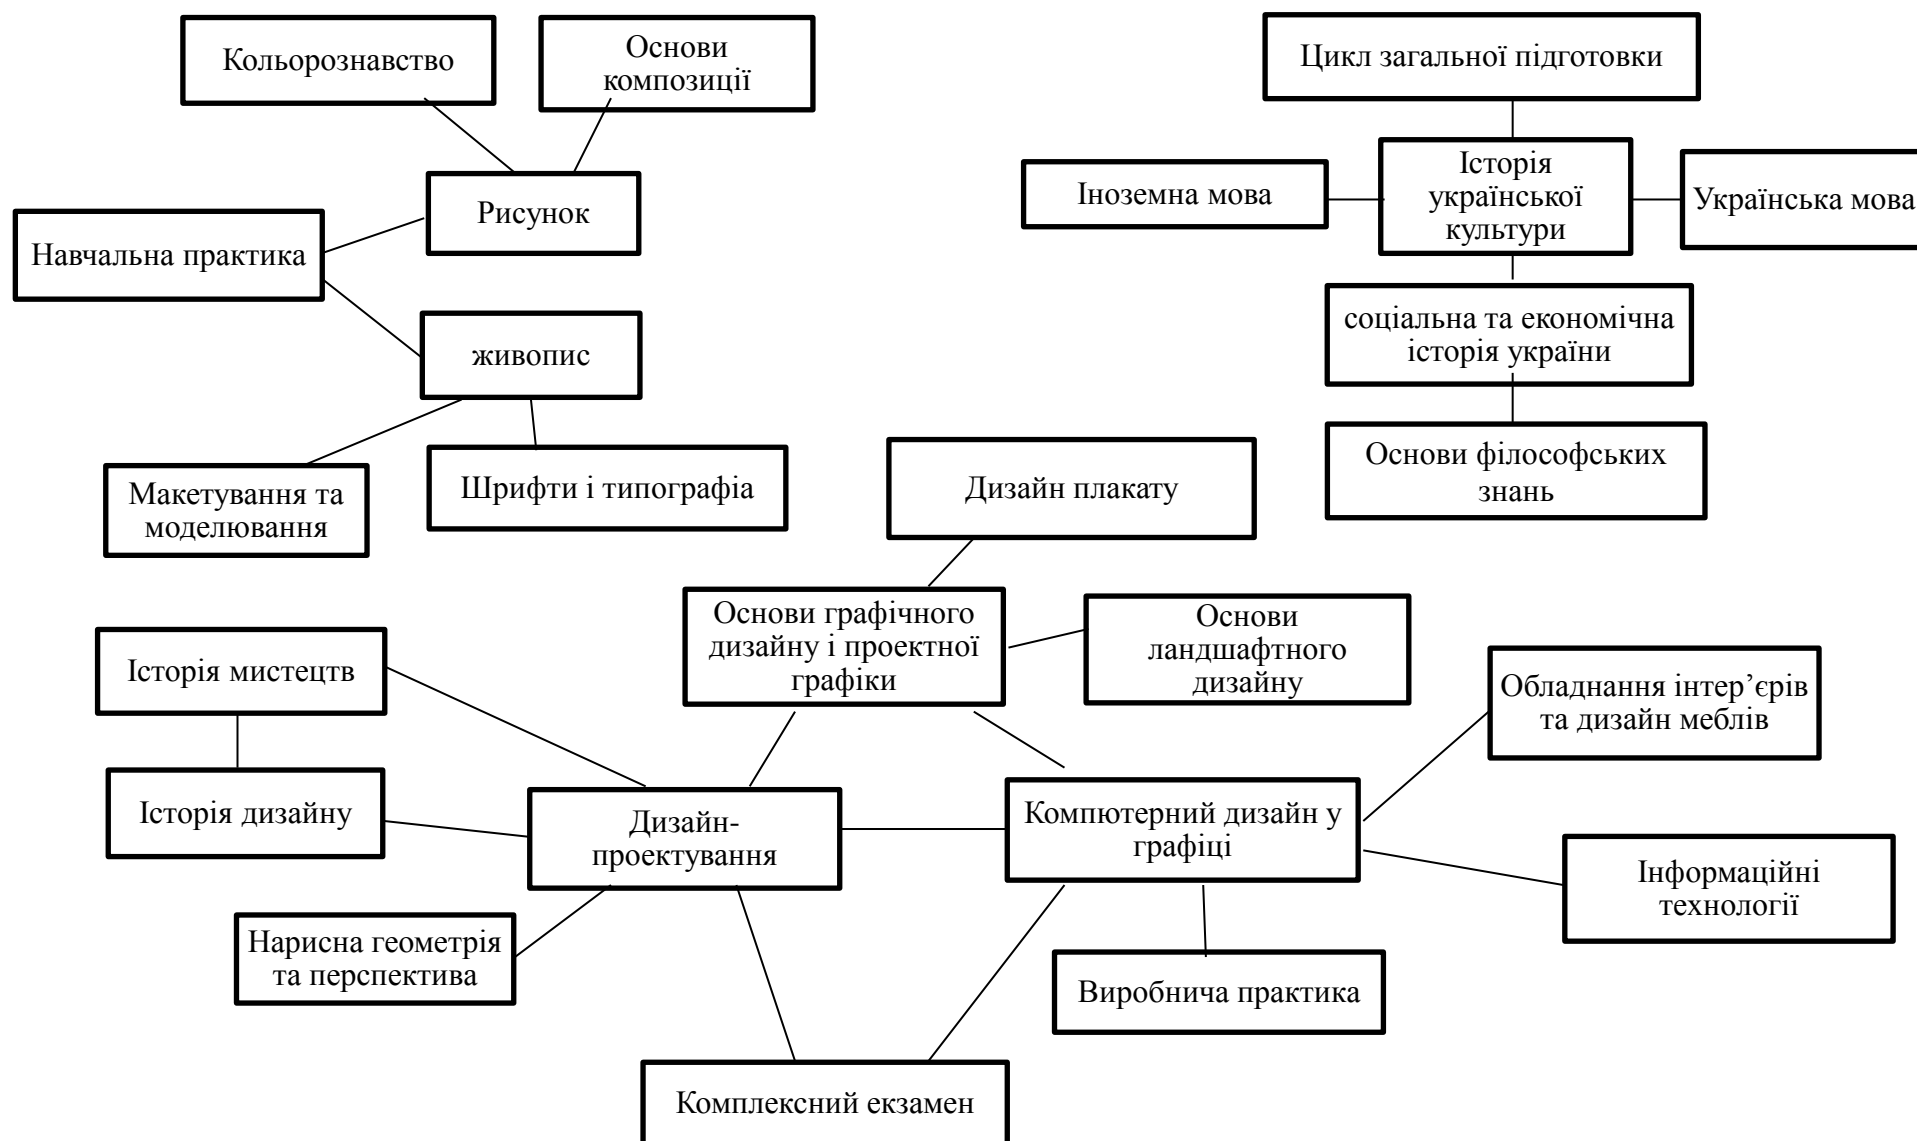 Кольорознавство
Основи
композиції
Цикл загальної підготовки
Рисунок
Іноземна мова
Історія
української
культури
Українська мова
Навчальна практика
живопис
соціальна та економічна
історія україни
Макетування та
моделювання
Шрифти і типографіа
Дизайн плакату
Основи філософських
знань
Історія мистецтв
Основи графічного
дизайну і проектної
графіки
Основи
ландшафтного
дизайну
Обладнання інтер’єрів
та дизайн меблів
Історія дизайну
Дизайн-
проектування
Компютерний дизайн у
графіці
Інформаційні
технології
Нарисна геометрія
та перспектива
Виробнича практика
Комплексний екзамен